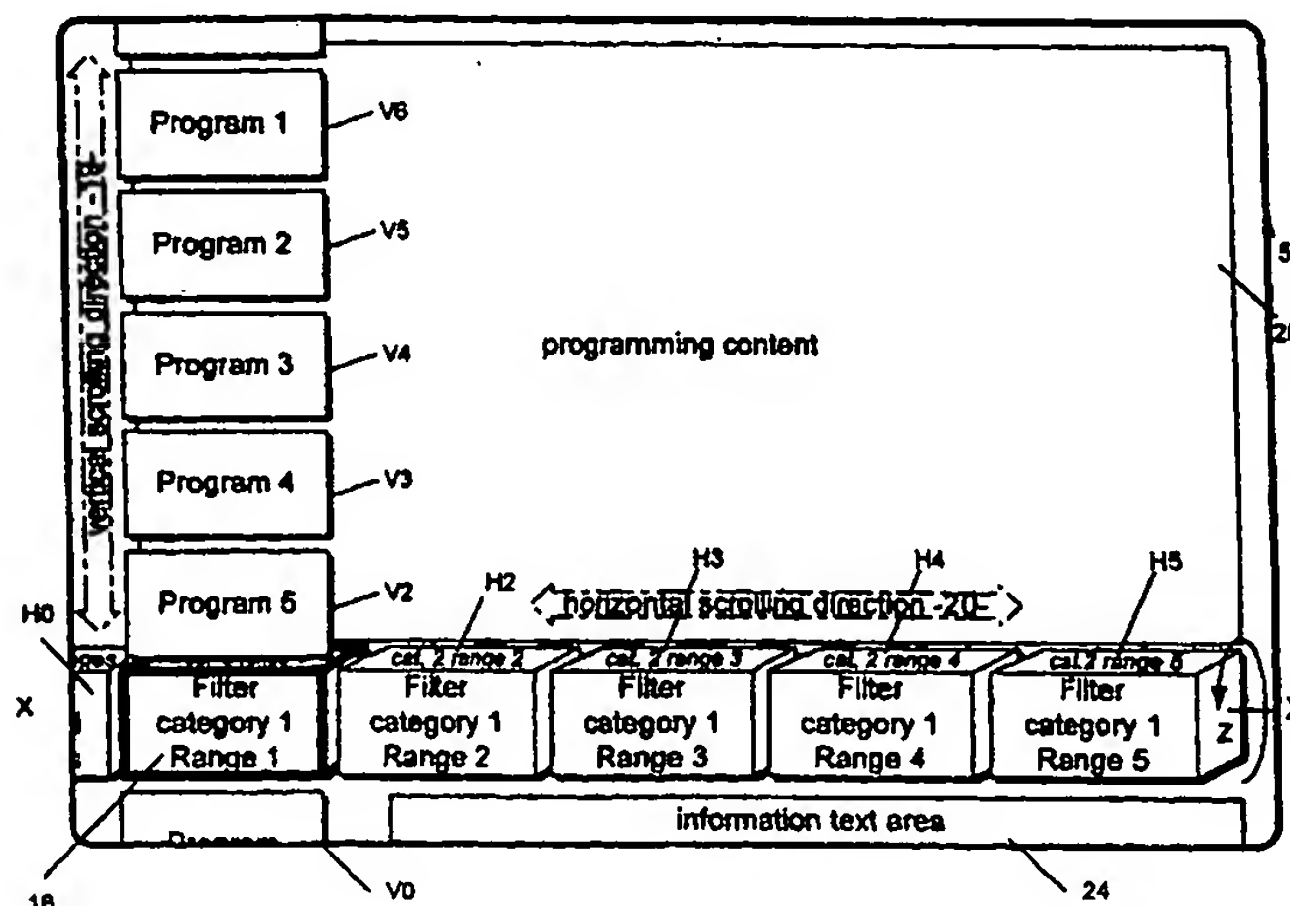 Program 1
V6
Program 2
V5
vertical scrolling direction
5
programming content
Program 3
V4
Program 4
V3
Program 5
V2
H0
H2
H3
H4
H5
horizontal scrolling direction -20-
cat. 2 range 2
cat. 2 range 3
cat. 2 range 4
cat.2 range 5
X
Filter
category 1
Range 1
Filter
category 1
Range 2
Filter
category 1
Range 3
Filter
category 1
Range 4
Filter
category 1
Range 5
Z
Program
information text area
V0
24